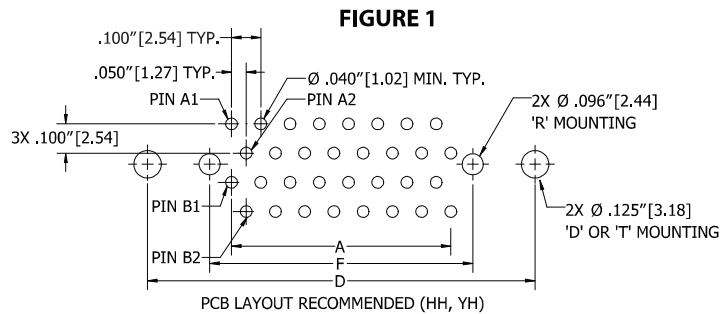 FIGURE 1
.100"[2.54] TYP.
.050"[1.27] TYP.
Ø .040"[1.02] MIN. TYP.
PIN A1
PIN A2
2X Ø .096"[2.44]
'R' MOUNTING
3X .100"[2.54]
PIN B1
2X Ø .125"[3.18]
'D' OR 'T' MOUNTING
PIN B2
A
F
D
PCB LAYOUT RECOMMENDED (HH, YH)